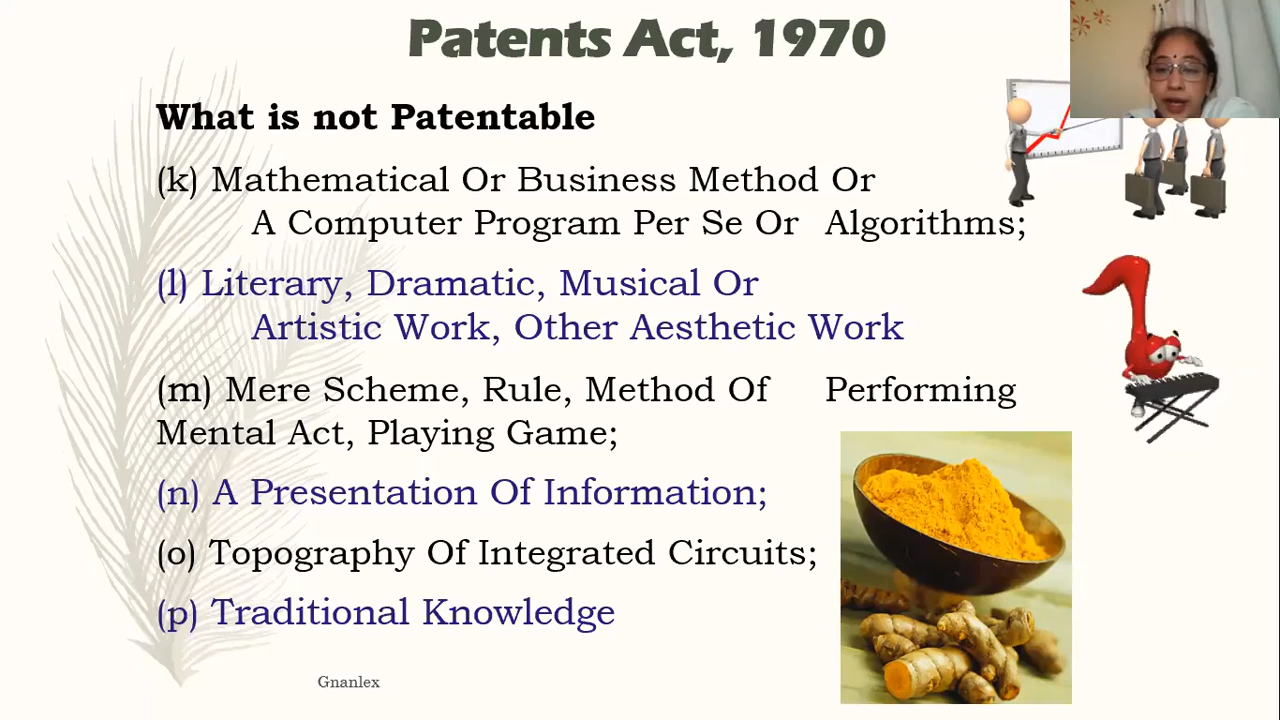 Patents Act, 1970
What is not Patentable
(k) Mathematical Or Business Method Or
A Computer Program Per Se Or Algorithms;
(l) Literary, Dramatic, Musical Or
Artistic Work, Other Aesthetic Work
(m) Mere Scheme, Rule, Method Of Performing
Mental Act, Playing Game;
(n) A Presentation Of Information;
(o) Topography Of Integrated Circuits;
(p) Traditional Knowledge
Gnanlex